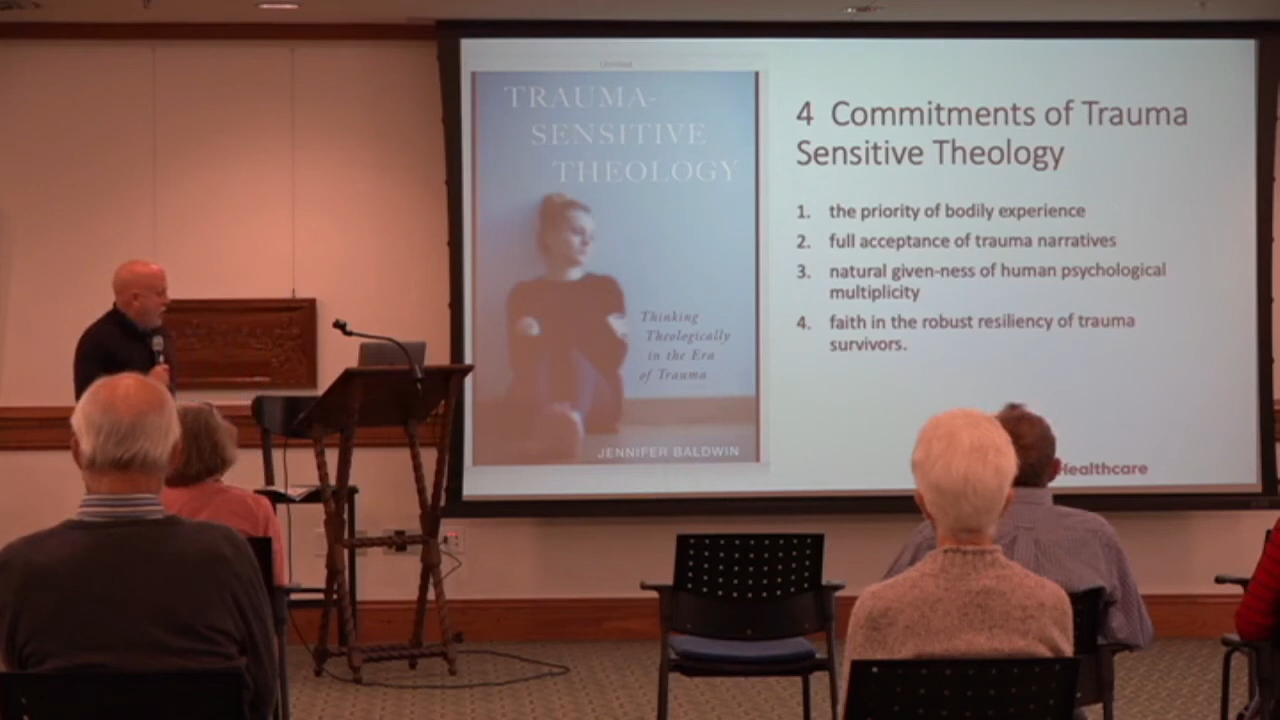 Untitled
TRAUMA-
SENSITIVE
THEOLOGY
Thinking
Theologically
in the Era
of Trauma
JENNIFER BALDWIN
4 Commitments of Trauma
Sensitive Theology
1. the priority of bodily experience
2. full acceptance of trauma narratives
3. natural given-ness of human psychological
multiplicity
4. faith in the robust resiliency of trauma
survivors.
Healthcare